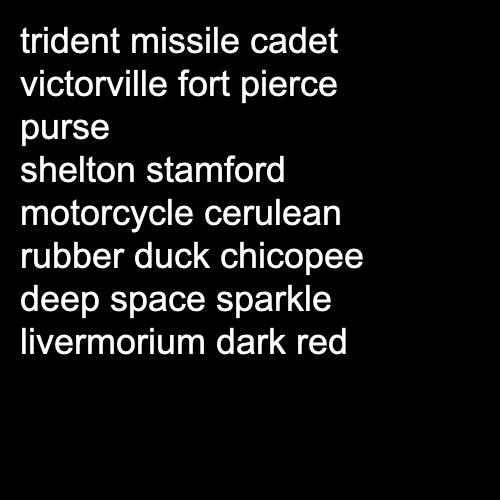 trident missile cadet
victorville fort pierce
purse
shelton stamford
motorcycle cerulean
rubber duck chicopee
deep space sparkle
livermorium dark red